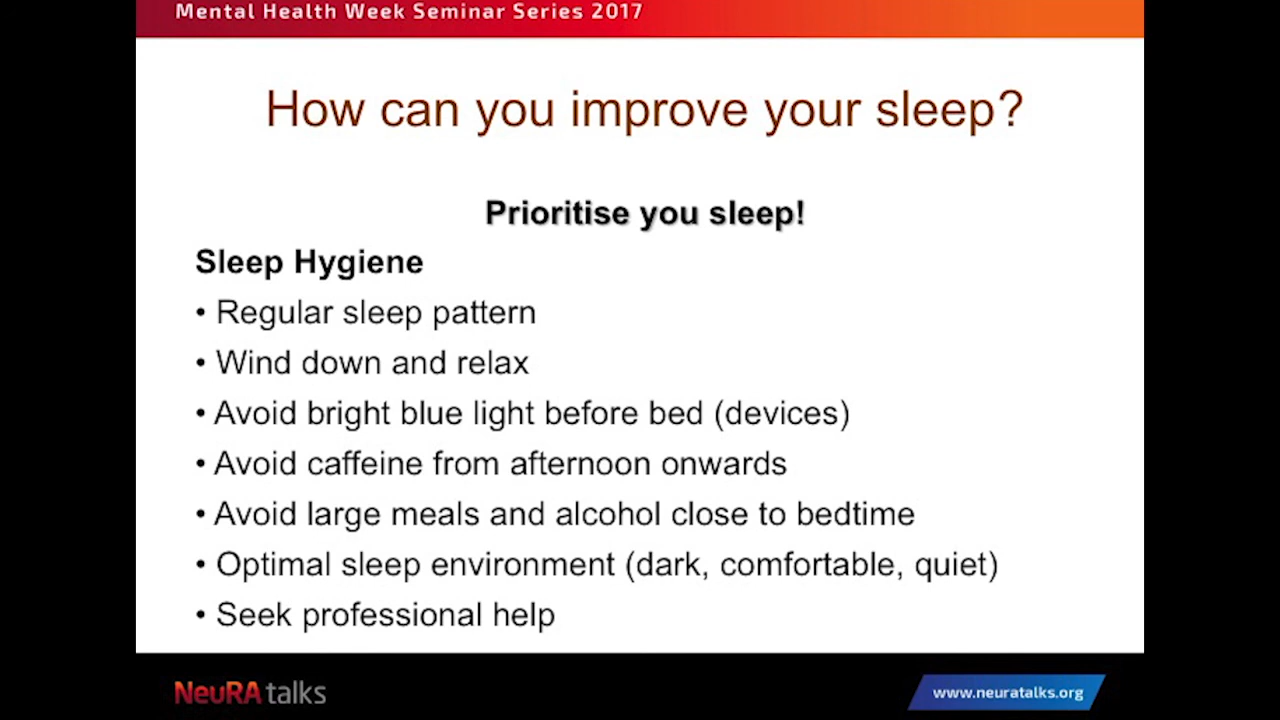 Mental Health Week Seminar Series 2017
How can you improve your sleep?
Prioritise you sleep!
Sleep Hygiene
• Regular sleep pattern
• Wind down and relax
• Avoid bright blue light before bed (devices)
• Avoid caffeine from afternoon onwards
• Avoid large meals and alcohol close to bedtime
• Optimal sleep environment (dark, comfortable, quiet)
• Seek professional help
NeuRA talks
www.neuratalks.org